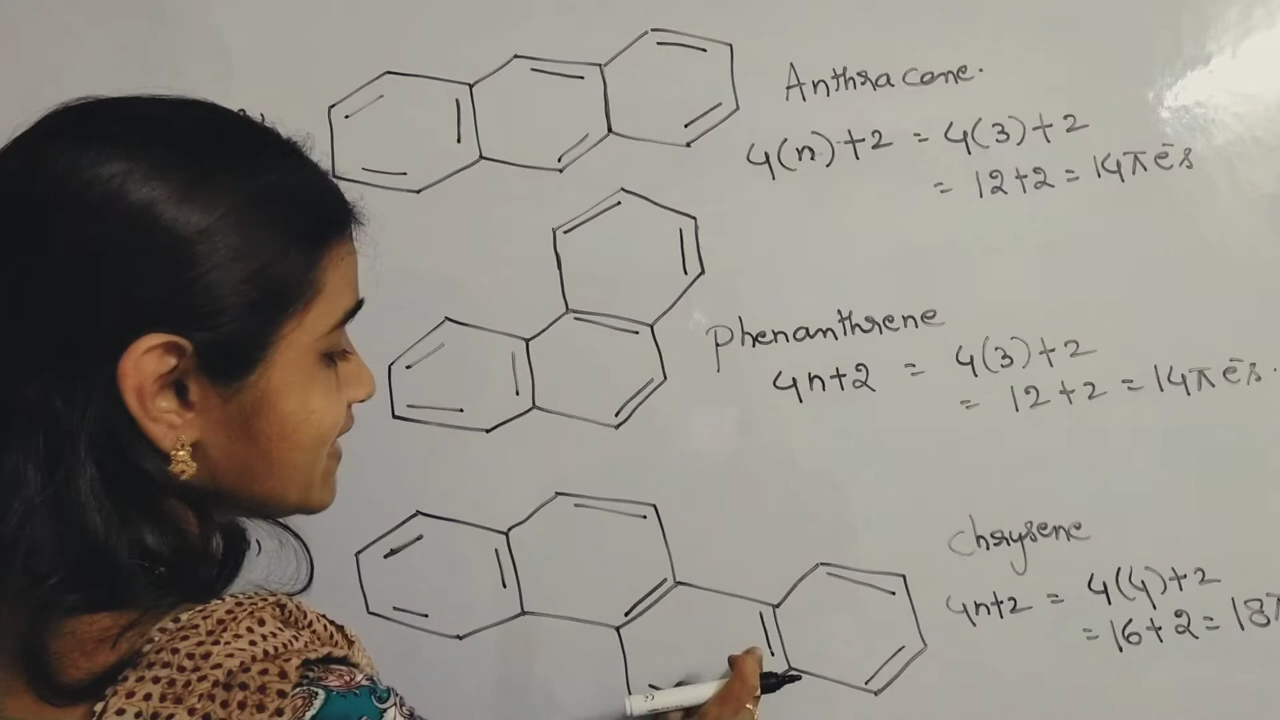 Anthracene.
4(n)+2 = 4(3)+2
= 12+2 = 14π ēs
Phenanthrene
4n+2 = 4(3)+2
= 12+2 = 14π ēs.
Chrysene
4n+2 = 4(4)+2
= 16+2 = 18π